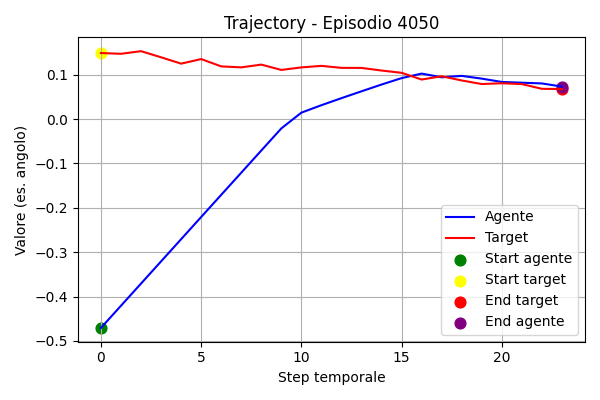 Trajectory - Episodio 4050
Valore (es. angolo)
0.1
0.0
−0.1
−0.2
−0.3
−0.4
−0.5
0
5
10
15
20
Step temporale
Agente
Target
Start agente
Start target
End target
End agente